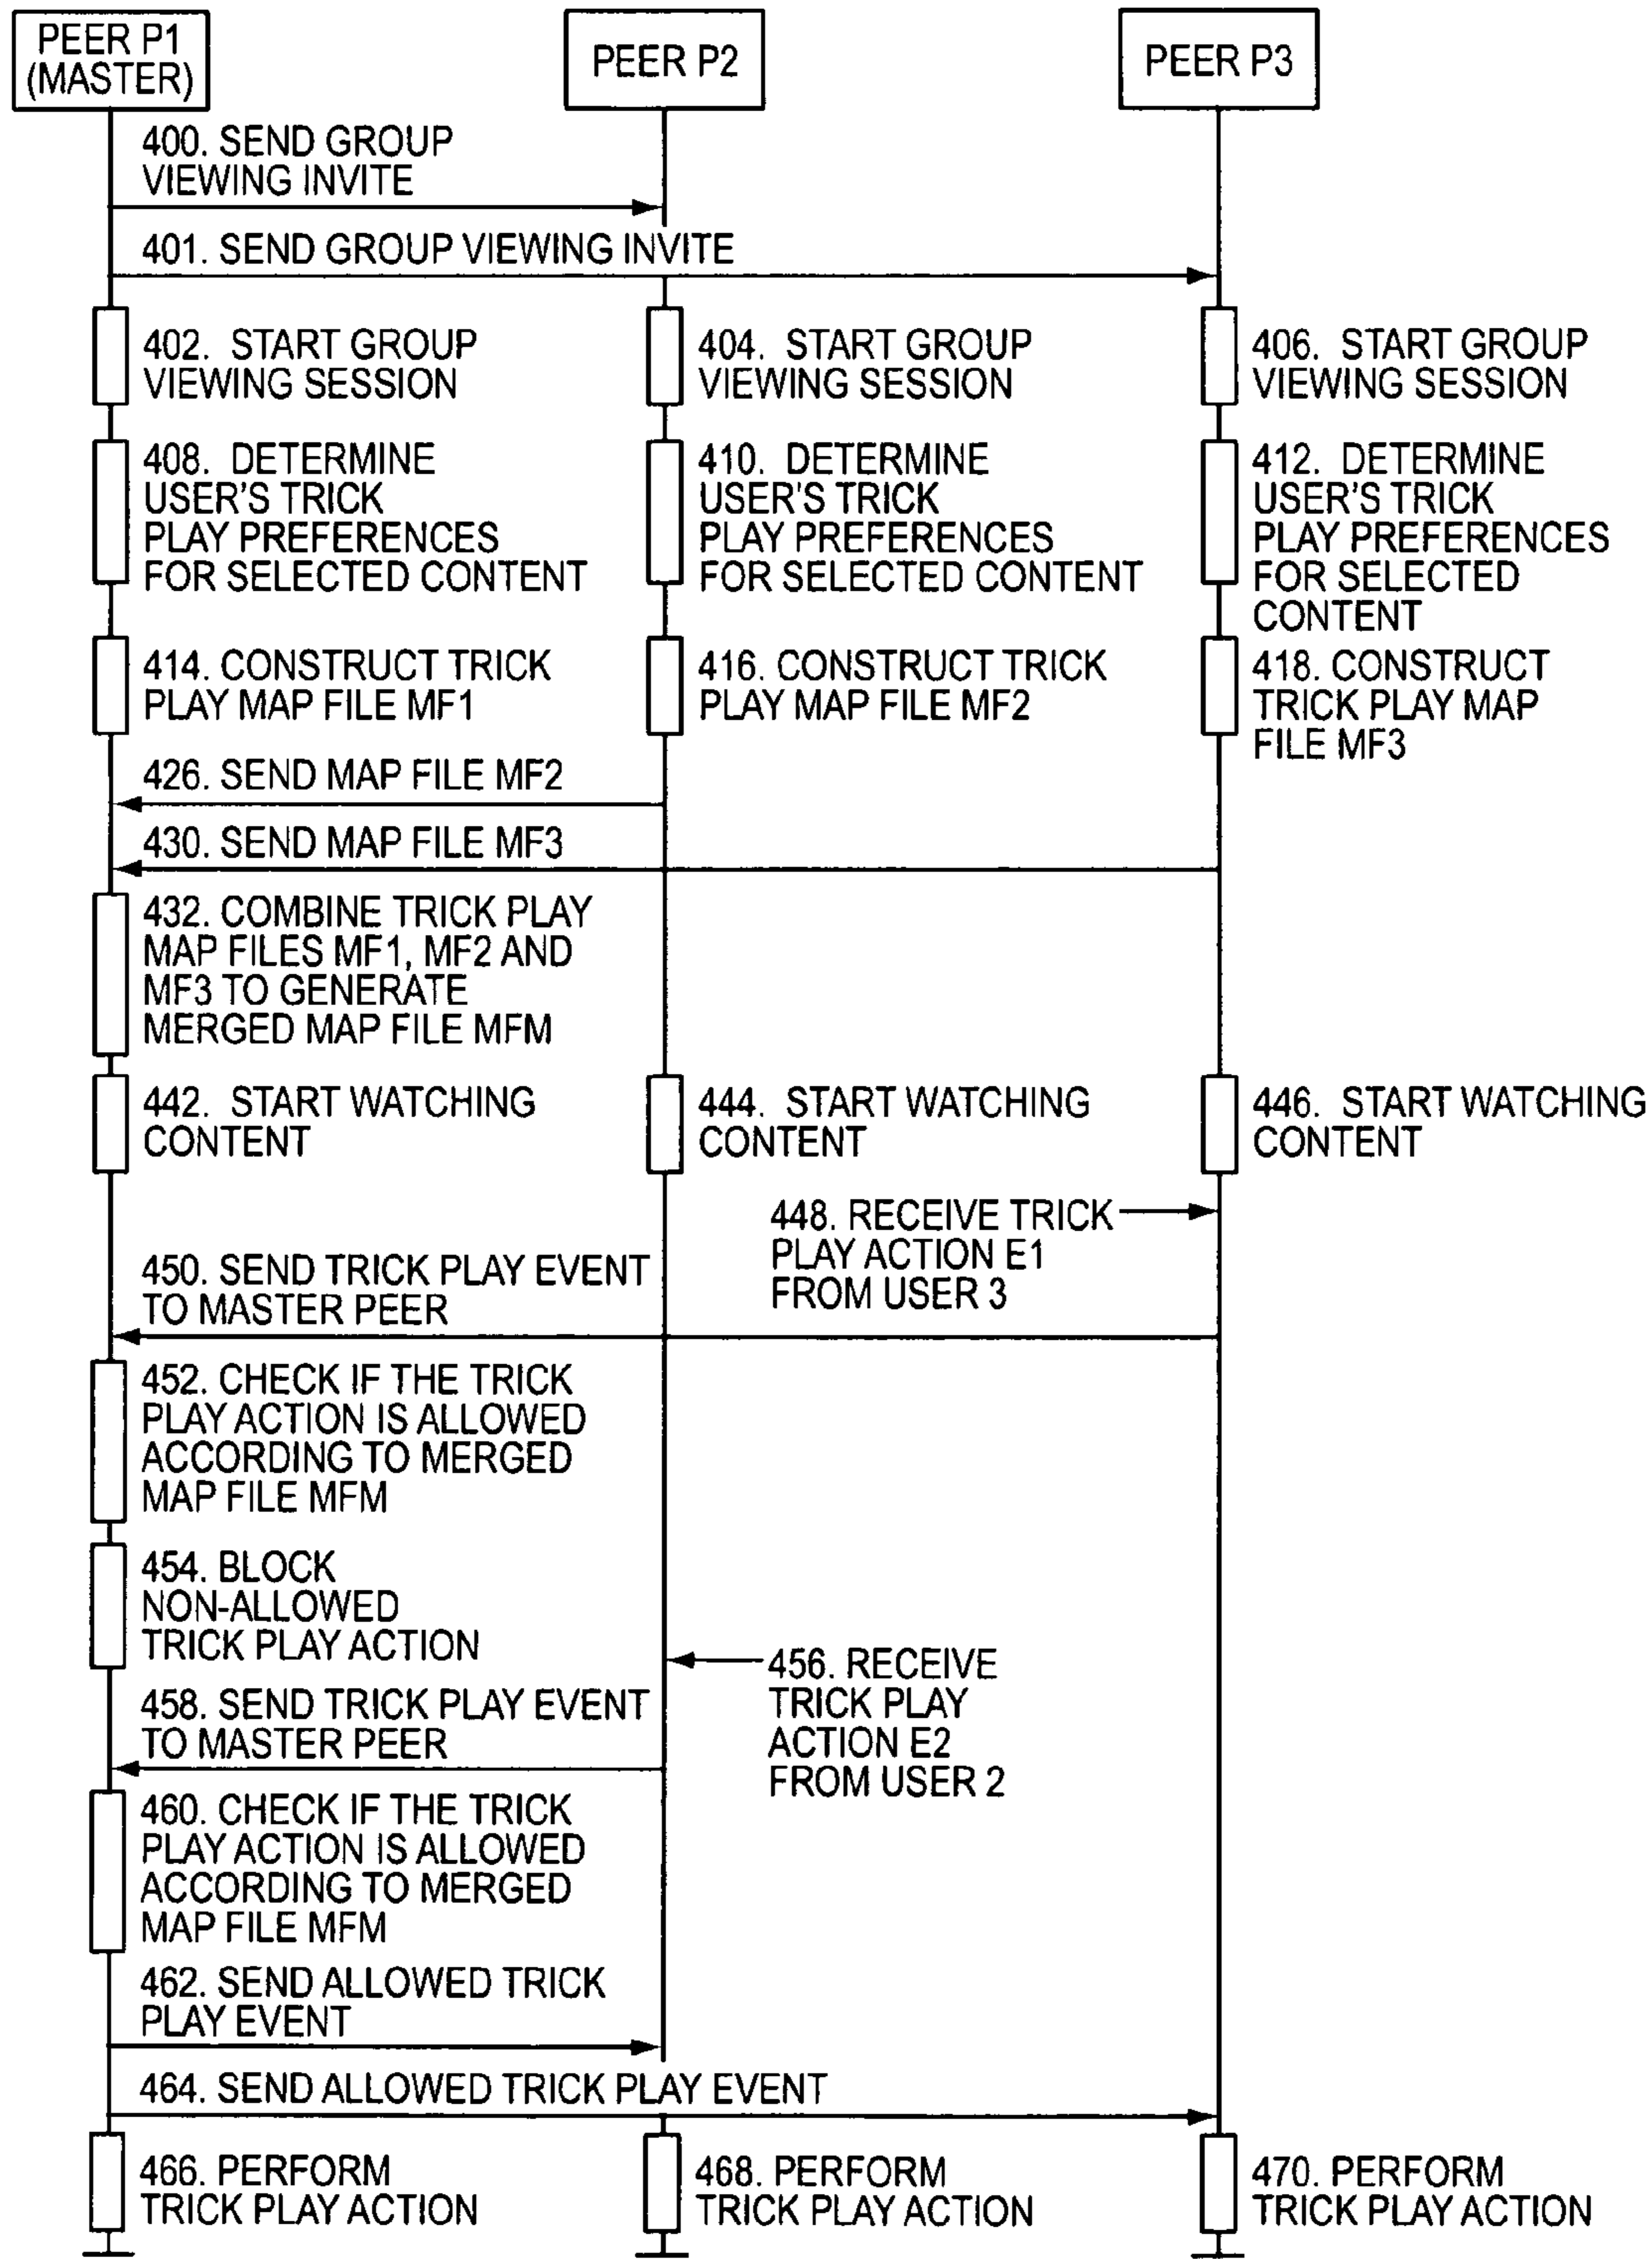 PEER P1
(MASTER)
PEER P2
PEER P3
400. SEND GROUP
VIEWING INVITE
401. SEND GROUP VIEWING INVITE
402. START GROUP
VIEWING SESSION
404. START GROUP
VIEWING SESSION
406. START GROUP
VIEWING SESSION
408. DETERMINE
USER'S TRICK
PLAY PREFERENCES
FOR SELECTED CONTENT
410. DETERMINE
USER'S TRICK
PLAY PREFERENCES
FOR SELECTED CONTENT
412. DETERMINE
USER'S TRICK
PLAY PREFERENCES
FOR SELECTED
CONTENT
414. CONSTRUCT TRICK
PLAY MAP FILE MF1
416. CONSTRUCT TRICK
PLAY MAP FILE MF2
418. CONSTRUCT
TRICK PLAY MAP
FILE MF3
426. SEND MAP FILE MF2
430. SEND MAP FILE MF3
432. COMBINE TRICK PLAY
MAP FILES MF1, MF2 AND
MF3 TO GENERATE
MERGED MAP FILE MFM
442. START WATCHING
CONTENT
444. START WATCHING
CONTENT
446. START WATCHING
CONTENT
448. RECEIVE TRICK
PLAY ACTION E1
FROM USER 3
450. SEND TRICK PLAY EVENT
TO MASTER PEER
452. CHECK IF THE TRICK
PLAY ACTION IS ALLOWED
ACCORDING TO MERGED
MAP FILE MFM
454. BLOCK
NON-ALLOWED
TRICK PLAY ACTION
456. RECEIVE
TRICK PLAY
ACTION E2
FROM USER 2
458. SEND TRICK PLAY EVENT
TO MASTER PEER
460. CHECK IF THE TRICK
PLAY ACTION IS ALLOWED
ACCORDING TO MERGED
MAP FILE MFM
462. SEND ALLOWED TRICK
PLAY EVENT
464. SEND ALLOWED TRICK PLAY EVENT
466. PERFORM
TRICK PLAY ACTION
468. PERFORM
TRICK PLAY ACTION
470. PERFORM
TRICK PLAY ACTION